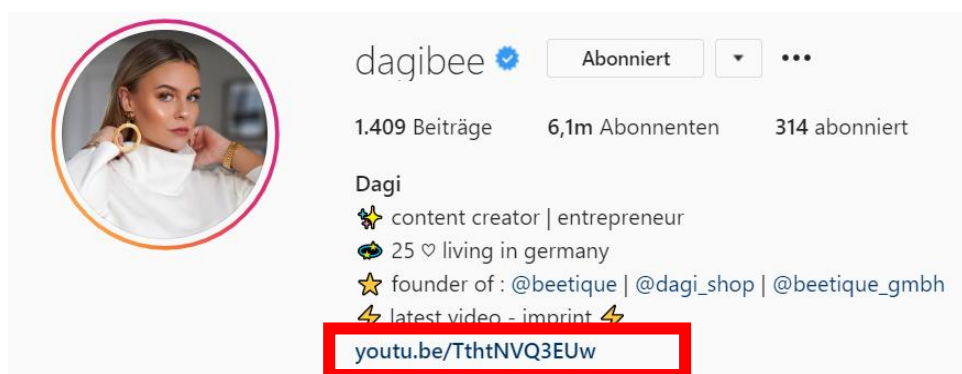 dagibee Abonniert
1.409 Beiträge 6,1m Abonnenten 314 abonniert
Dagi
✨ content creator | entrepreneur
💫 25 ♡ living in germany
⭐ founder of : @beetique | @dagi_shop | @beetique_gmbh
⚡ latest video - imprint ⚡
youtu.be/TthtNVQ3EUw